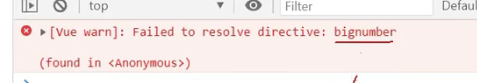 top Filter Defaul
[Vue warn]: Failed to resolve directive: bignumber
(found in <Anonymous>)